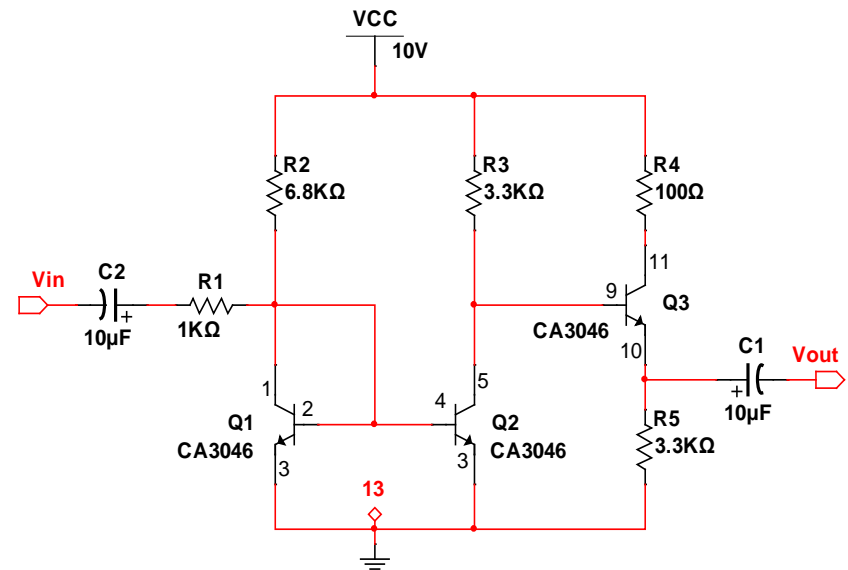 VCC
10V
R2
6.8KΩ
R3
3.3KΩ
R4
100Ω
Vin
C2
+
10µF
R1
1KΩ
11
9
Q3
CA3046
10
C1
Vout
+
10µF
1
2
Q1
CA3046
3
5
4
Q2
CA3046
3
R5
3.3KΩ
13